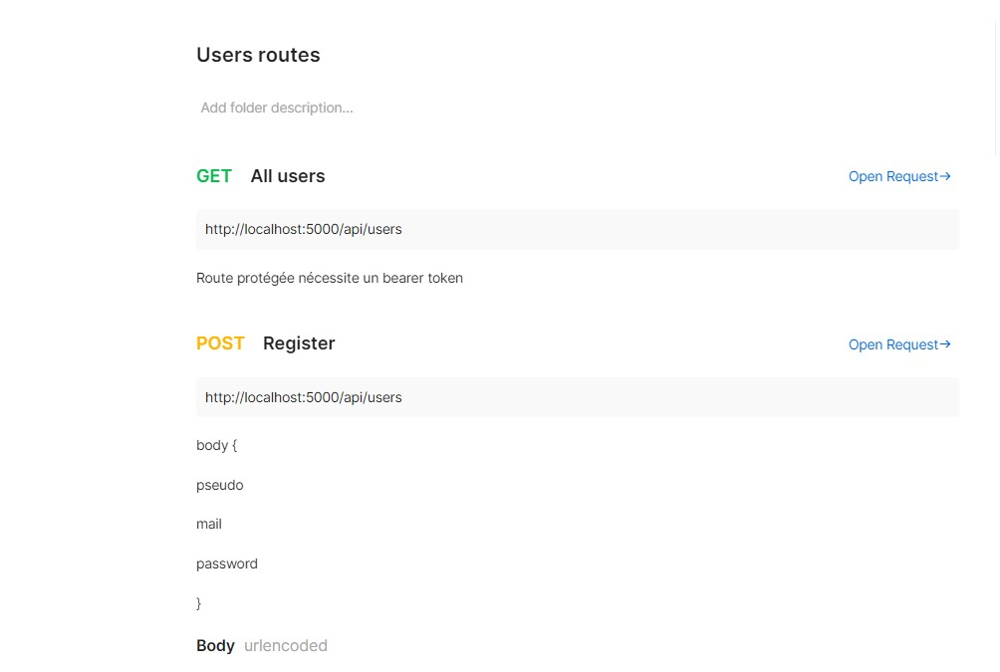 Users routes
Add folder description...
GET All users Open Request→
http://localhost:5000/api/users
Route protégée nécessite un bearer token
POST Register Open Request→
http://localhost:5000/api/users
body {
pseudo
mail
password
}
Body urlencoded